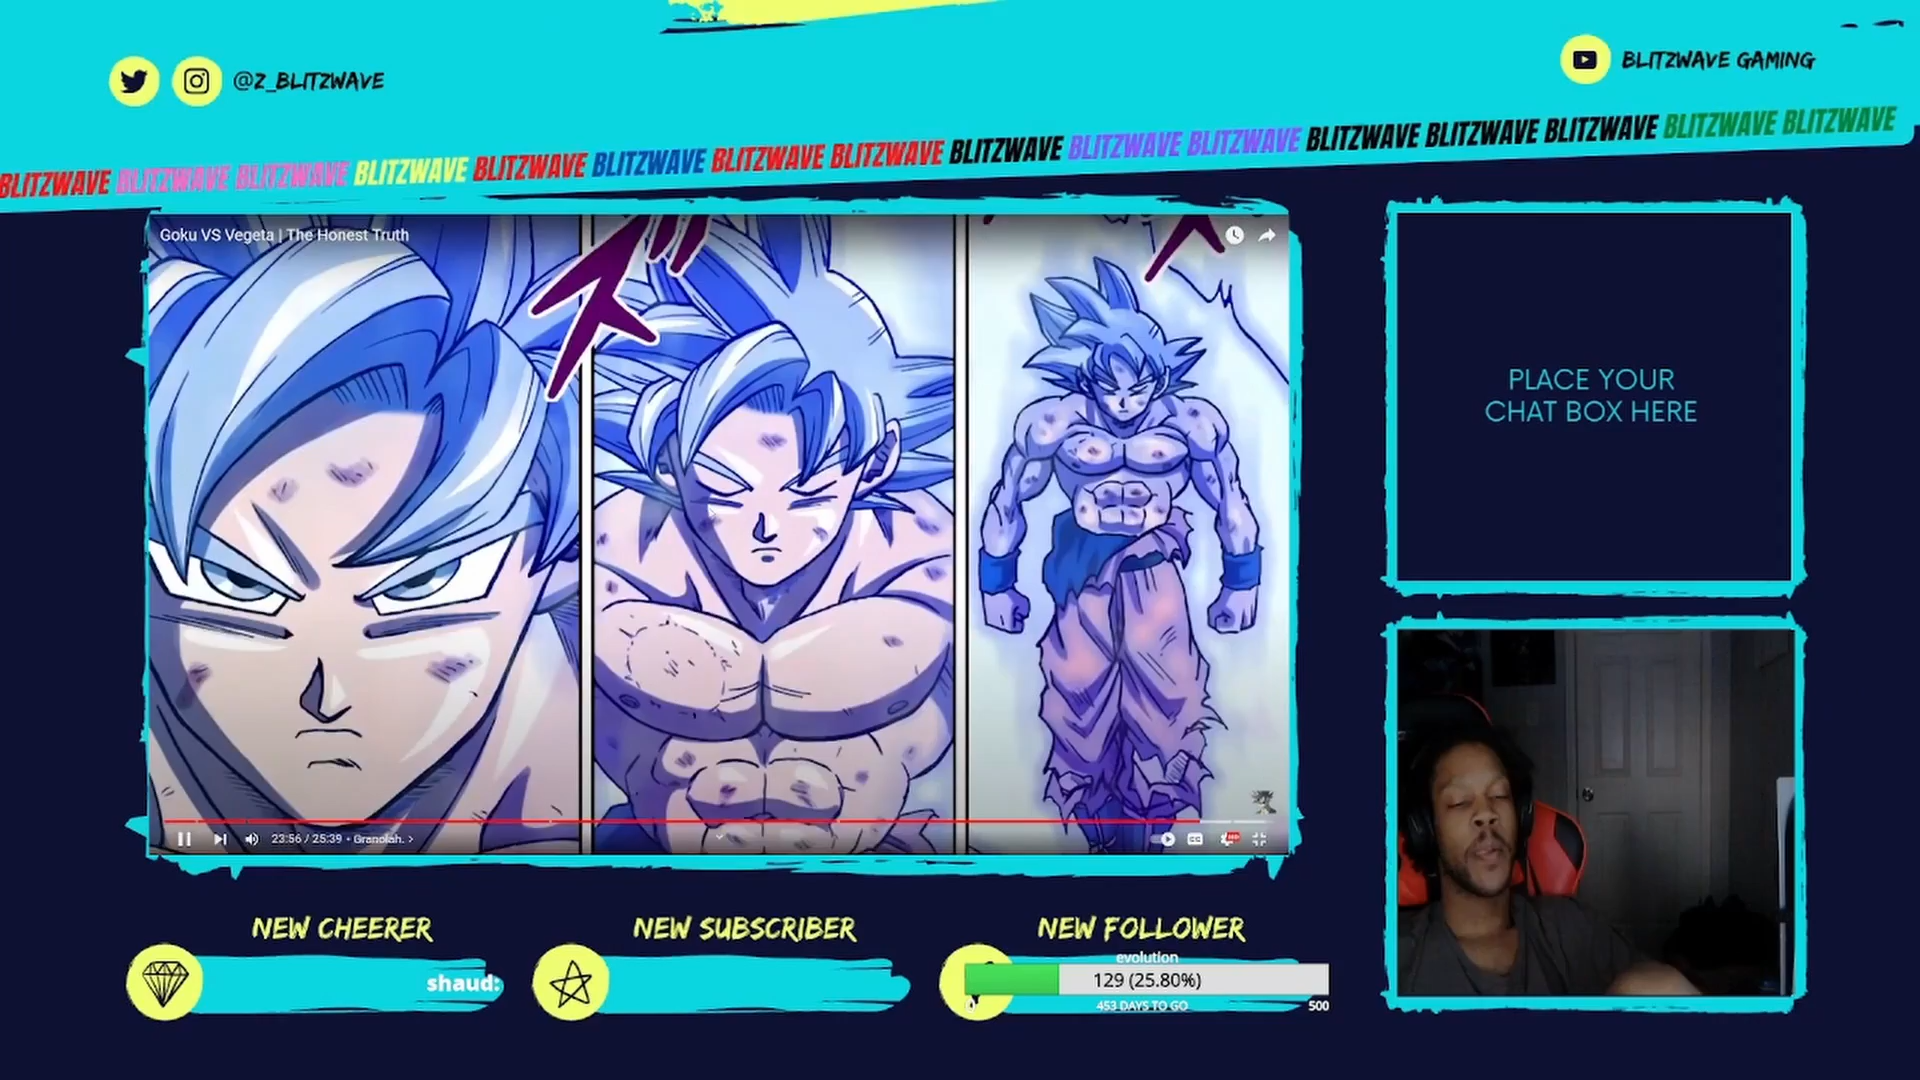 @Z_BLITZWAVE
BLITZWAVE GAMING
BLITZWAVE BLITZWAVE BLITZWAVE BLITZWAVE BLITZWAVE BLITZWAVE BLITZWAVE BLITZWAVE BLITZWAVE BLITZWAVE BLITZWAVE BLITZWAVE BLITZWAVE BLITZWAVE BLITZWAVE BLITZWAVE
Goku VS Vegeta | The Honest Truth
PLACE YOUR
CHAT BOX HERE
23:56 / 25:39 • Granolah. >
NEW CHEERER
NEW SUBSCRIBER
NEW FOLLOWER
shaud:
evolution
129 (25.80%)
453 DAYS TO GO
500